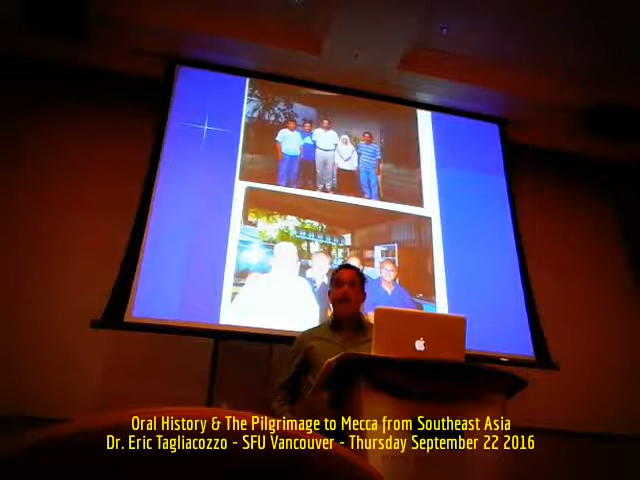 Oral History & The Pilgrimage to Mecca from Southeast Asia
Dr. Eric Tagliacozzo - SFU Vancouver - Thursday September 22 2016